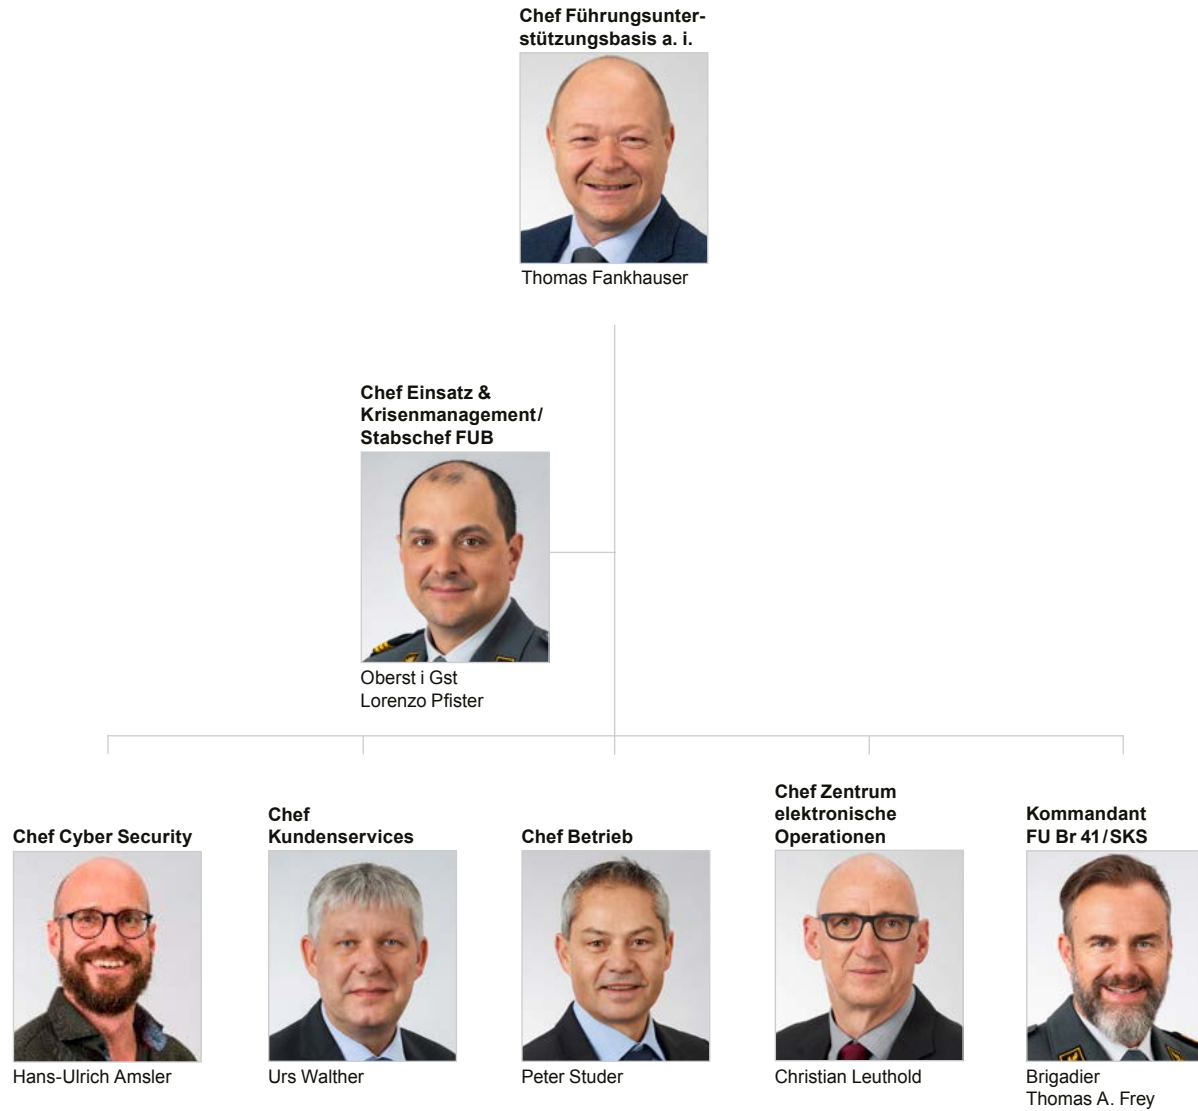 Chef Führungsunter-
stützungsbasis a. i.
Thomas Fankhauser
Chef Einsatz &
Krisenmanagement/
Stabschef FUB
Oberst i Gst
Lorenzo Pfister
Chef Cyber Security
Hans-Ulrich Amsler
Chef
Kundenservices
Urs Walther
Chef Betrieb
Peter Studer
Chef Zentrum
elektronische
Operationen
Christian Leuthold
Kommandant
FU Br 41/SKS
Brigadier
Thomas A. Frey